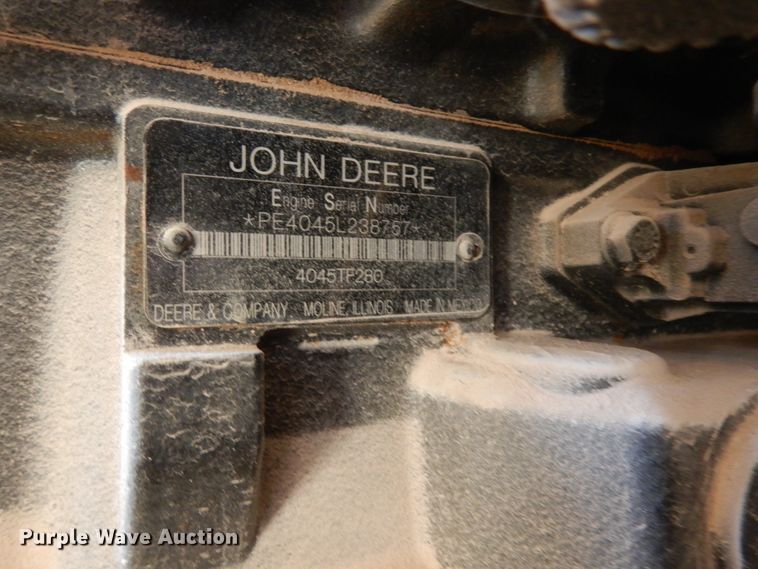 JOHN DEERE
Engine Serial Number
*PE4045L238757*
4045TF280
DEERE & COMPANY MOLINE, ILLINOIS MADE IN MEXICO
Purple Wave Auction